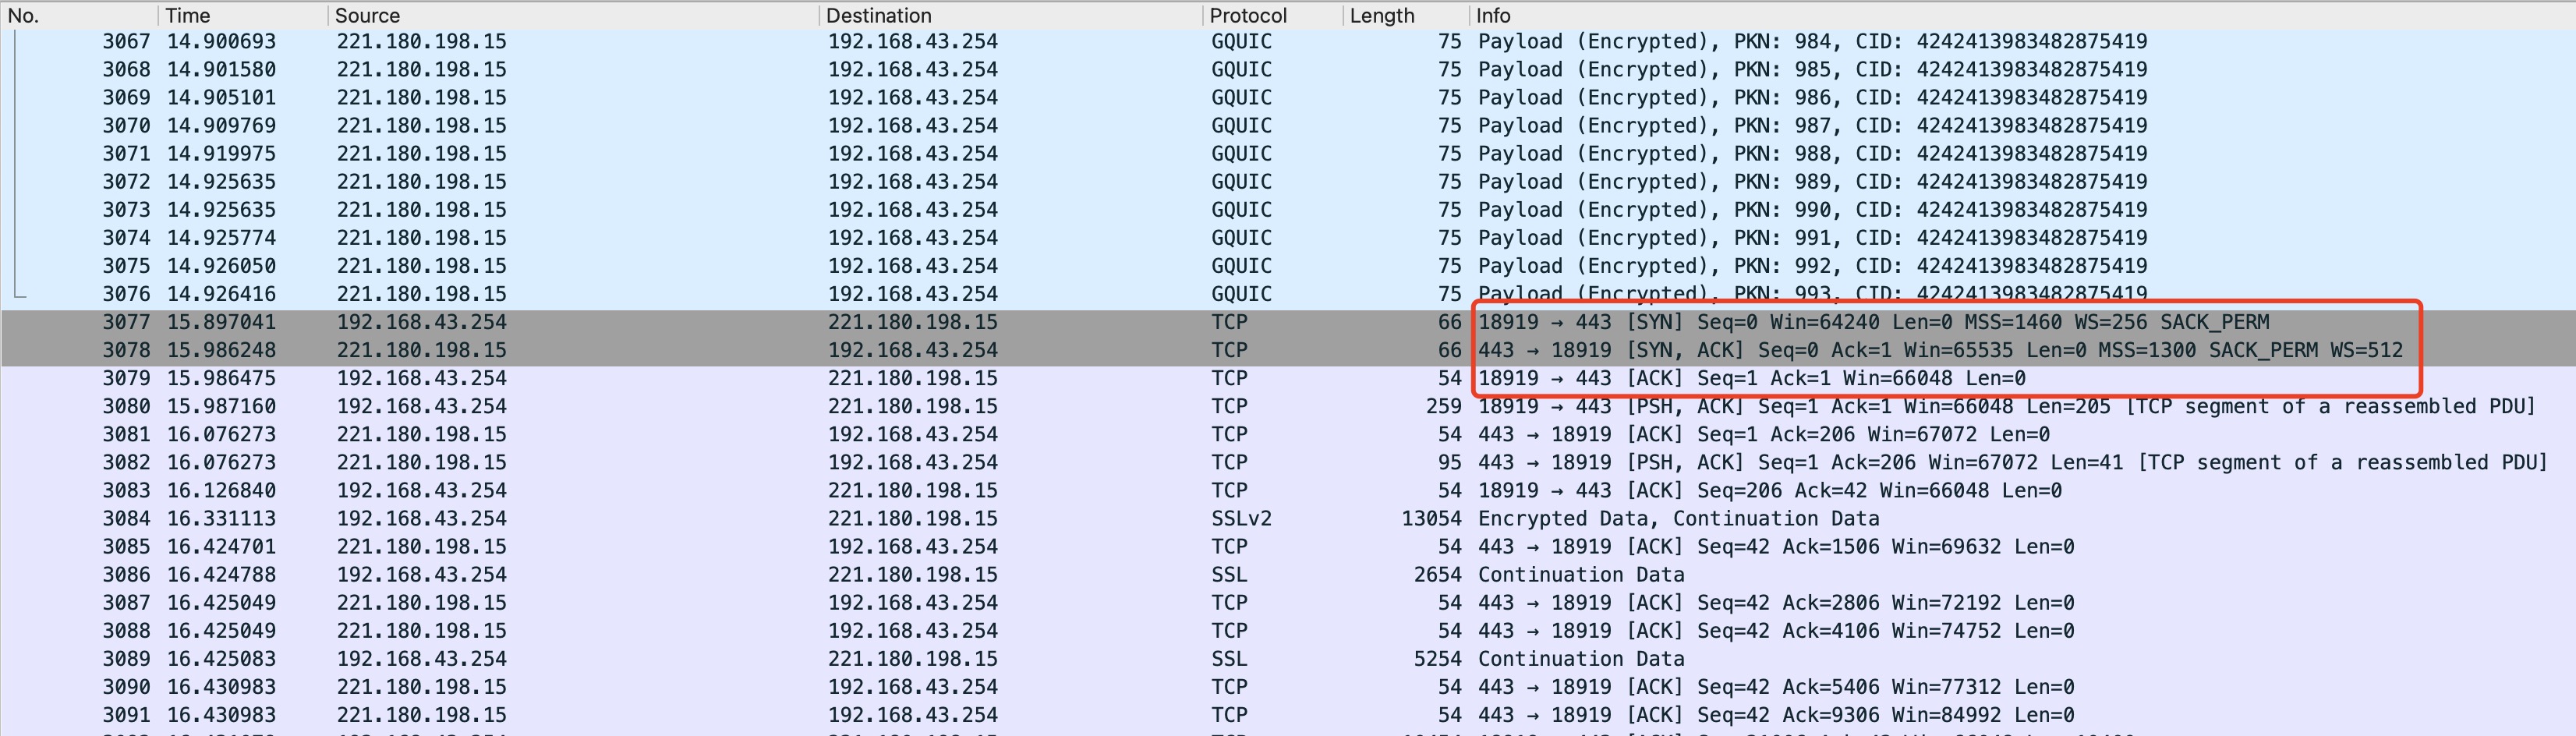 No. Time Source Destination Protocol Length Info
3067 14.900693 221.180.198.15 192.168.43.254 GQUIC 75 Payload (Encrypted), PKN: 984, CID: 4242413983482875419
3068 14.901580 221.180.198.15 192.168.43.254 GQUIC 75 Payload (Encrypted), PKN: 985, CID: 4242413983482875419
3069 14.905101 221.180.198.15 192.168.43.254 GQUIC 75 Payload (Encrypted), PKN: 986, CID: 4242413983482875419
3070 14.909769 221.180.198.15 192.168.43.254 GQUIC 75 Payload (Encrypted), PKN: 987, CID: 4242413983482875419
3071 14.919975 221.180.198.15 192.168.43.254 GQUIC 75 Payload (Encrypted), PKN: 988, CID: 4242413983482875419
3072 14.925635 221.180.198.15 192.168.43.254 GQUIC 75 Payload (Encrypted), PKN: 989, CID: 4242413983482875419
3073 14.925635 221.180.198.15 192.168.43.254 GQUIC 75 Payload (Encrypted), PKN: 990, CID: 4242413983482875419
3074 14.925774 221.180.198.15 192.168.43.254 GQUIC 75 Payload (Encrypted), PKN: 991, CID: 4242413983482875419
3075 14.926050 221.180.198.15 192.168.43.254 GQUIC 75 Payload (Encrypted), PKN: 992, CID: 4242413983482875419
3076 14.926416 221.180.198.15 192.168.43.254 GQUIC 75 Payload (Encrypted), PKN: 993, CID: 4242413983482875419
3077 15.897041 192.168.43.254 221.180.198.15 TCP 66 18919 → 443 [SYN] Seq=0 Win=64240 Len=0 MSS=1460 WS=256 SACK_PERM
3078 15.986248 221.180.198.15 192.168.43.254 TCP 66 443 → 18919 [SYN, ACK] Seq=0 Ack=1 Win=65535 Len=0 MSS=1300 SACK_PERM WS=512
3079 15.986475 192.168.43.254 221.180.198.15 TCP 54 18919 → 443 [ACK] Seq=1 Ack=1 Win=66048 Len=0
3080 15.987160 192.168.43.254 221.180.198.15 TCP 259 18919 → 443 [PSH, ACK] Seq=1 Ack=1 Win=66048 Len=205 [TCP segment of a reassembled PDU]
3081 16.076273 221.180.198.15 192.168.43.254 TCP 54 443 → 18919 [ACK] Seq=1 Ack=206 Win=67072 Len=0
3082 16.076273 221.180.198.15 192.168.43.254 TCP 95 443 → 18919 [PSH, ACK] Seq=1 Ack=206 Win=67072 Len=41 [TCP segment of a reassembled PDU]
3083 16.126840 192.168.43.254 221.180.198.15 TCP 54 18919 → 443 [ACK] Seq=206 Ack=42 Win=66048 Len=0
3084 16.331113 192.168.43.254 221.180.198.15 SSLv2 13054 Encrypted Data, Continuation Data
3085 16.424701 221.180.198.15 192.168.43.254 TCP 54 443 → 18919 [ACK] Seq=42 Ack=1506 Win=69632 Len=0
3086 16.424788 192.168.43.254 221.180.198.15 SSL 2654 Continuation Data
3087 16.425049 221.180.198.15 192.168.43.254 TCP 54 443 → 18919 [ACK] Seq=42 Ack=2806 Win=72192 Len=0
3088 16.425049 221.180.198.15 192.168.43.254 TCP 54 443 → 18919 [ACK] Seq=42 Ack=4106 Win=74752 Len=0
3089 16.425083 192.168.43.254 221.180.198.15 SSL 5254 Continuation Data
3090 16.430983 221.180.198.15 192.168.43.254 TCP 54 443 → 18919 [ACK] Seq=42 Ack=5406 Win=77312 Len=0
3091 16.430983 221.180.198.15 192.168.43.254 TCP 54 443 → 18919 [ACK] Seq=42 Ack=9306 Win=84992 Len=0